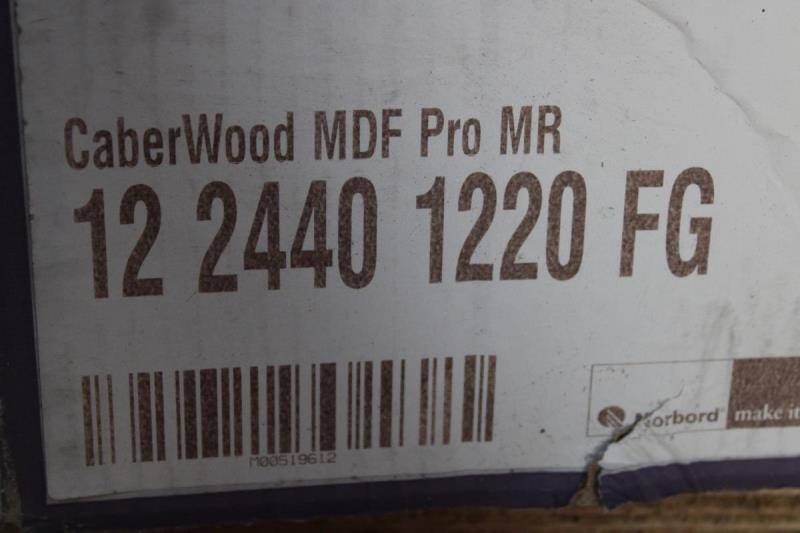 CaberWood MDF Pro MR
12 2440 1220 FG
M00519612
Norbord make it